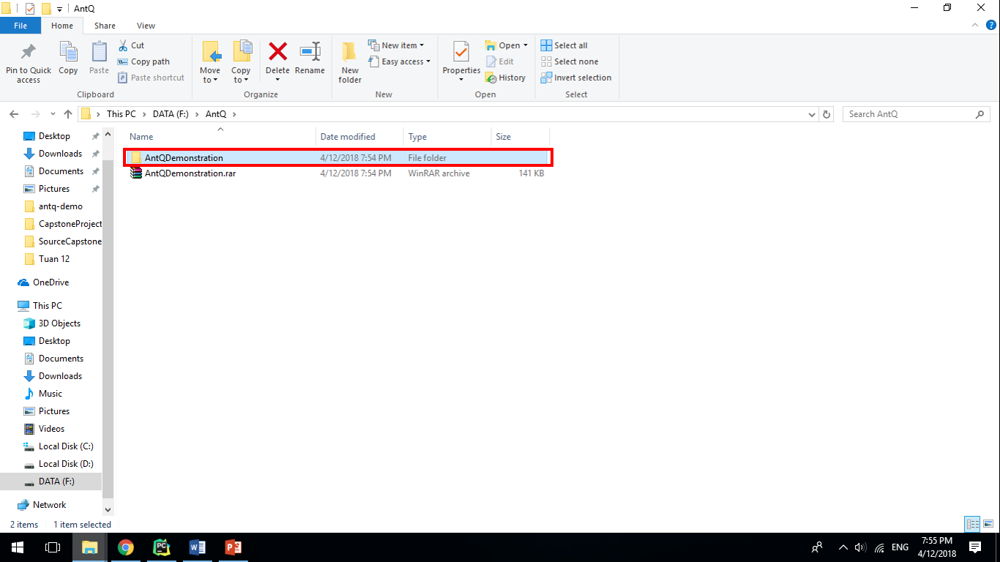 AntQ
File Home Share View
Pin to Quick access
Copy
Paste
Cut
Copy path
Paste shortcut
Clipboard
Move to
Copy to
Delete
Rename
Organize
New folder
New item
Easy access
New
Properties
Open
Edit
History
Open
Select all
Select none
Invert selection
Select
This PC > DATA (F:) > AntQ >
Search AntQ
Desktop
Downloads
Documents
Pictures
antq-demo
CapstoneProject
SourceCapstone
Tuan 12
OneDrive
This PC
3D Objects
Desktop
Documents
Downloads
Music
Pictures
Videos
Local Disk (C:)
Local Disk (D:)
DATA (F:)
Network
Name Date modified Type Size
AntQDemonstration 4/12/2018 7:54 PM File folder
AntQDemonstration.rar 4/12/2018 7:54 PM WinRAR archive 141 KB
2 items 1 item selected
PC
W
P
ENG
7:55 PM
4/12/2018